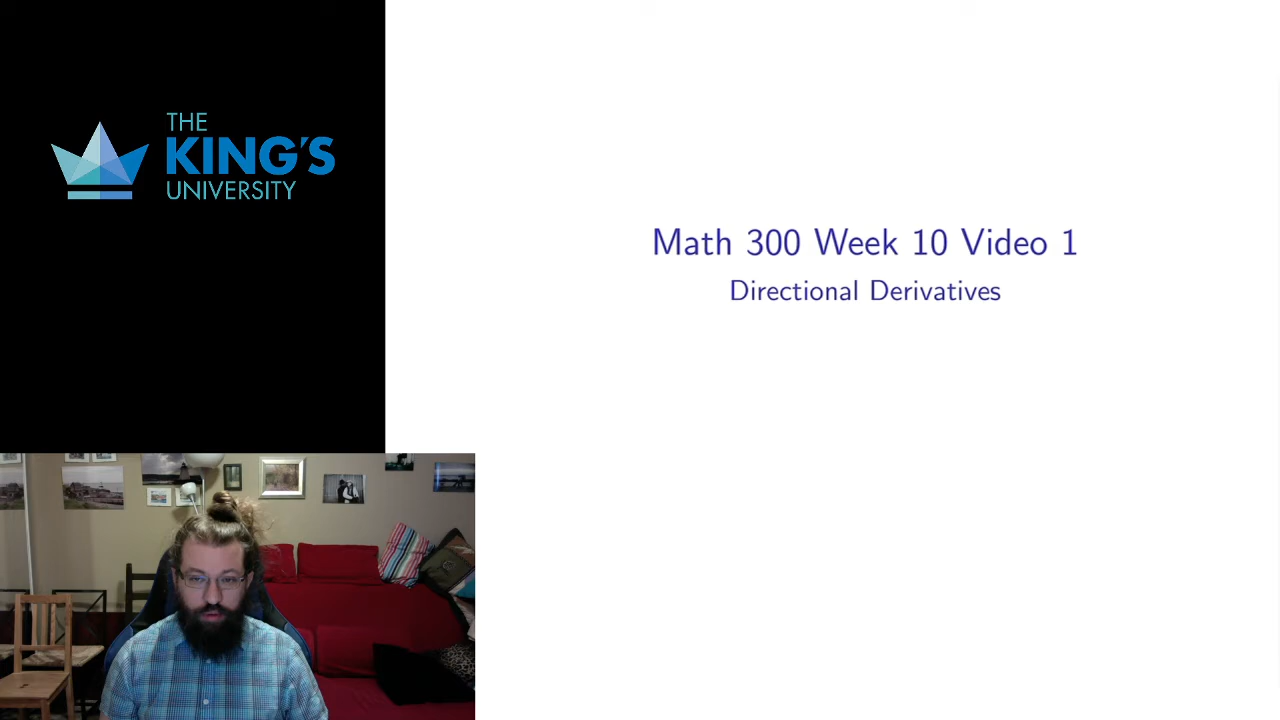 THE
KING'S
UNIVERSITY
Math 300 Week 10 Video 1
Directional Derivatives